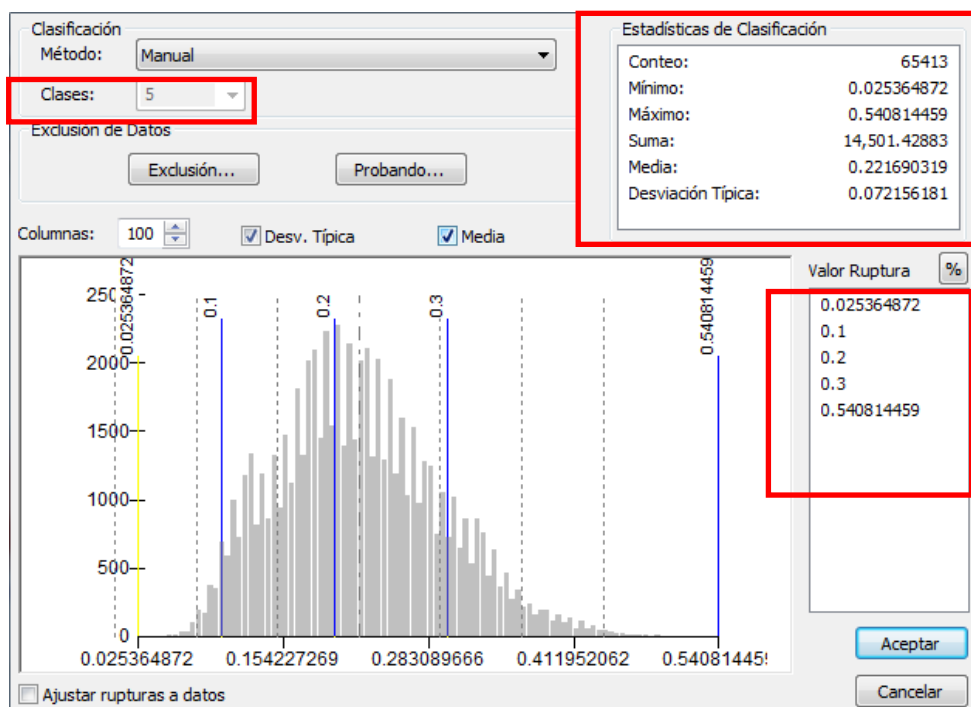 Clasificación
Método: Manual
Clases: 5
Exclusión de Datos
Exclusión... Probando...
Estadísticas de Clasificación
Conteo: 65413
Mínimo: 0.025364872
Máximo: 0.540814459
Suma: 14,501.42883
Media: 0.221690319
Desviación Típica: 0.072156181
Columnas: 100 Desv. Típica Media
Valor Ruptura %
0.025364872
0.1
0.2
0.3
0.540814459
0.025364872
0.1
0.2
0.3
0.540814459
2000
1500
1000
500
0
0.025364872 0.154227269 0.283089666 0.411952062 0.540814459
Ajustar rupturas a datos
Aceptar
Cancelar